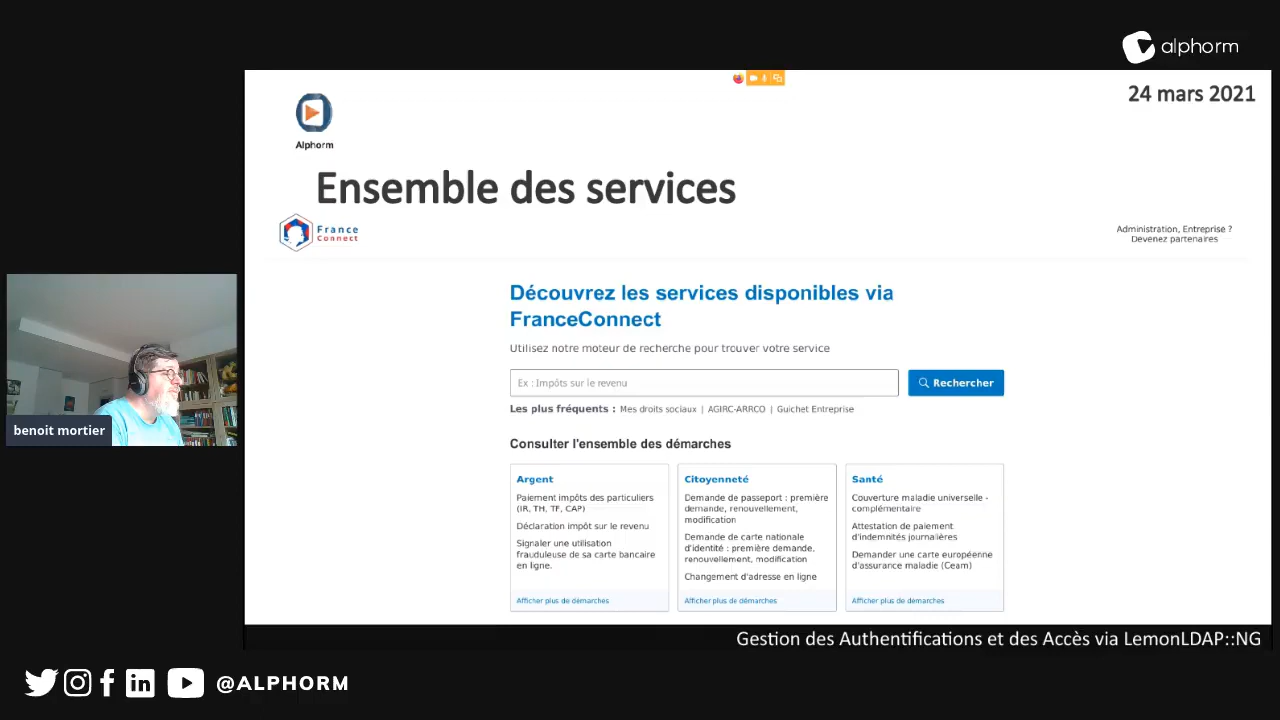 alphorm
24 mars 2021
Alphorm
Ensemble des services
France
Connect
Administration, Entreprise ?
Devenez partenaires
Découvrez les services disponibles via
FranceConnect
Utilisez notre moteur de recherche pour trouver votre service
Ex : Impôts sur le revenu
Rechercher
Les plus fréquents : Mes droits sociaux | AGIRC-ARRCO | Guichet Entreprise
Consulter l'ensemble des démarches
Argent
Paiement impôts des particuliers
(IR, TH, TF, CAP)
Déclaration impôt sur le revenu
Signaler une utilisation
frauduleuse de sa carte bancaire
en ligne.
Afficher plus de démarches
Citoyenneté
Demande de passeport : première
demande, renouvellement,
modification
Demande de carte nationale
d'identité : première demande,
renouvellement, modification
Changement d'adresse en ligne
Afficher plus de démarches
Santé
Couverture maladie universelle -
complémentaire
Attestation de paiement
d'indemnités journalières
Demander une carte européenne
d'assurance maladie (Ceam)
Afficher plus de démarches
benoit mortier
Gestion des Authentifications et des Accès via LemonLDAP::NG
@ALPHORM